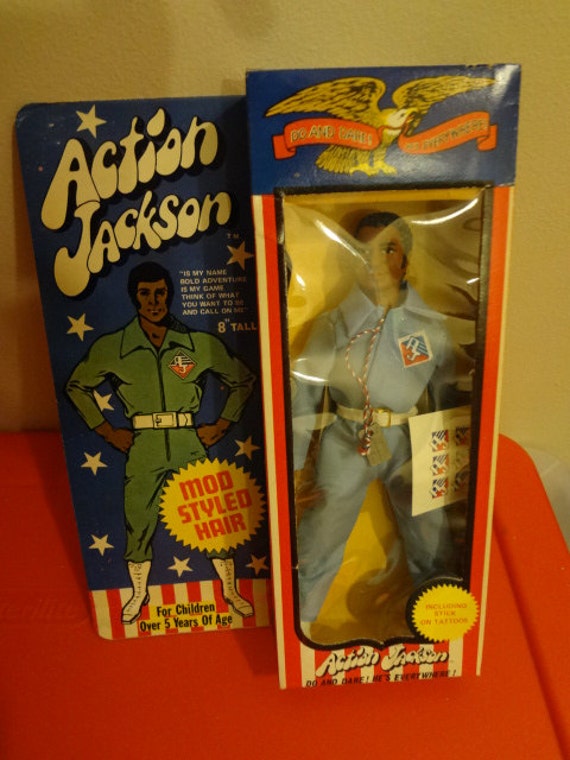 Action
Jackson
TM
"IS MY NAME
BOLD ADVENTURE
IS MY GAME
THINK OF WHAT
YOU WANT TO BE
AND CALL ON ME"
8" TALL
MOD
STYLED
HAIR
For Children
Over 5 Years Of Age
DO AND DARE! HE'S EVERYWHERE!
INCLUDING
STICK
ON TATTOOS
Action Jackson
DO AND DARE! HE'S EVERYWHERE!